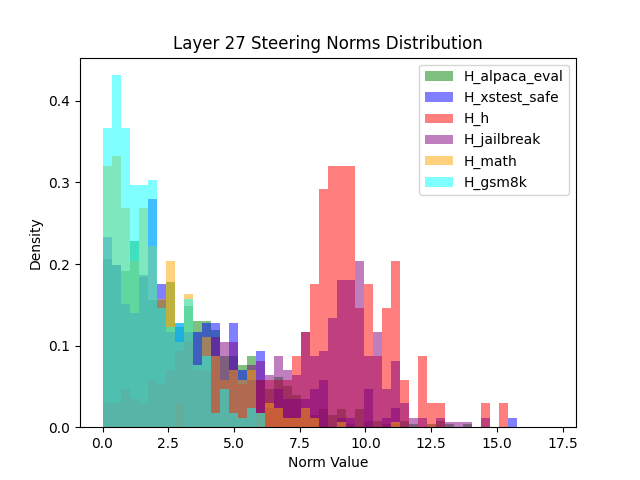 Layer 27 Steering Norms Distribution
H_alpaca_eval
H_xstest_safe
H_h
H_jailbreak
H_math
H_gsm8k
Density
0.4
0.3
0.2
0.1
0.0
0.0 2.5 5.0 7.5 10.0 12.5 15.0 17.5
Norm Value